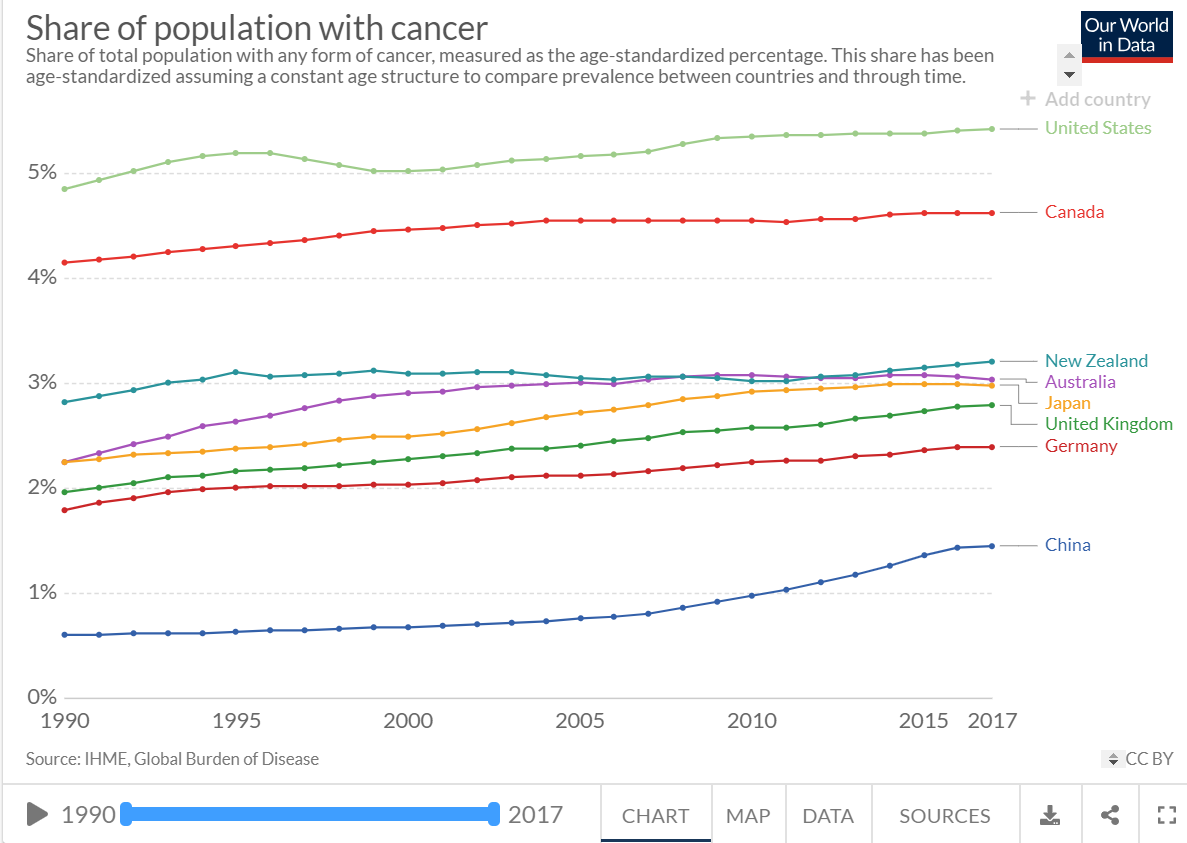 Share of population with cancer
Share of total population with any form of cancer, measured as the age-standardized percentage. This share has been
age-standardized assuming a constant age structure to compare prevalence between countries and through time.
Our World
in Data
+ Add country
United States
5%
Canada
4%
New Zealand
3%
Australia
Japan
United Kingdom
Germany
2%
China
1%
0%
1990 1995 2000 2005 2010 2015 2017
Source: IHME, Global Burden of Disease
CC BY
1990 2017 CHART MAP DATA SOURCES